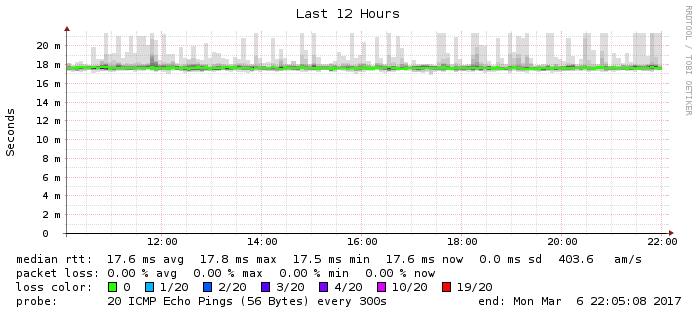 Last 12 Hours
RRDTOOL / TOBI OETIKER
Seconds
20 m
18 m
16 m
14 m
12 m
10 m
8 m
6 m
4 m
2 m
0
12:00 14:00 16:00 18:00 20:00 22:00
median rtt: 17.6 ms avg 17.8 ms max 17.5 ms min 17.6 ms now 0.0 ms sd 403.6 am/s
packet loss: 0.00 % avg 0.00 % max 0.00 % min 0.00 % now
loss color: 0 1/20 2/20 3/20 4/20 10/20 19/20
probe: 20 ICMP Echo Pings (56 Bytes) every 300s end: Mon Mar 6 22:05:08 2017